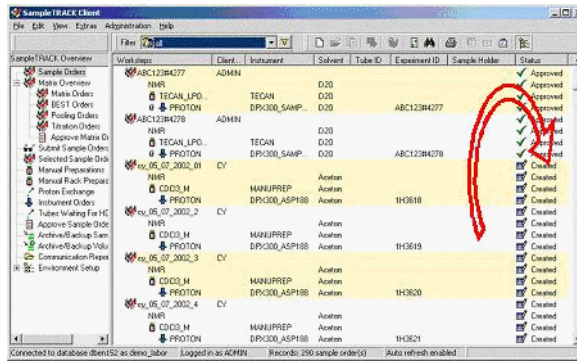 SampleTRACK Client
File Edit View Extras Administration Help
Filter all
SampleTRACK Overview
Sample Orders
Matrix Overview
Matrix Orders
BEST Orders
Pooling Orders
Titration Orders
Approve Matrix Or
Submit Sample Orde
Selected Sample Orde
Manual Preparations
Manual Rack Prepara
Proton Exchange
Instrument Orders
Tubes Waiting For HC
Approve Sample Orde
Archive/Backup Sam
Archive/Backup Volu
Communication Repor
Environment Setup
Worksteps Client... Instrument Solvent Tube ID Experiment ID Sample Holder Status
ABC123#4277 ADMIN Approved
NMR D2O Approved
TECAN_LPO... TECAN D2O Approved
PROTON DPX300_SAMP... D2O ABC123#4277 Approved
ABC123#4278 ADMIN Approved
NMR D2O Approved
TECAN_LPO... TECAN D2O Approved
PROTON DPX300_SAMP... D2O ABC123#4278 Approved
cy_05_07_2002_01 CY Created
NMR Aceton Created
CDCl3_M MANUPREP Aceton Created
PROTON DPX300_ASP188 Aceton 1H3618 Created
cy_05_07_2002_2 CY Created
NMR Aceton Created
CDCl3_M MANUPREP Aceton Created
PROTON DPX300_ASP188 Aceton 1H3619 Created
cy_05_07_2002_3 CY Created
NMR Aceton Created
CDCl3_M MANUPREP Aceton Created
PROTON DPX300_ASP188 Aceton 1H3620 Created
cy_05_07_2002_4 CY Created
NMR Aceton Created
CDCl3_M MANUPREP Aceton Created
PROTON DPX300_ASP188 Aceton 1H3621 Created
Connected to database dben152 as demo_labor Logged in as ADMIN Records: 290 sample order(s) Auto refresh enabled